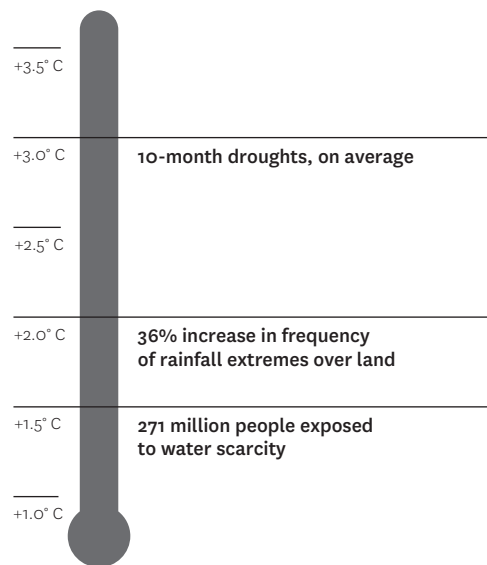 +3.5° C
+3.0° C
10-month droughts, on average
+2.5° C
+2.0° C
36% increase in frequency
of rainfall extremes over land
+1.5° C
271 million people exposed
to water scarcity
+1.0° C